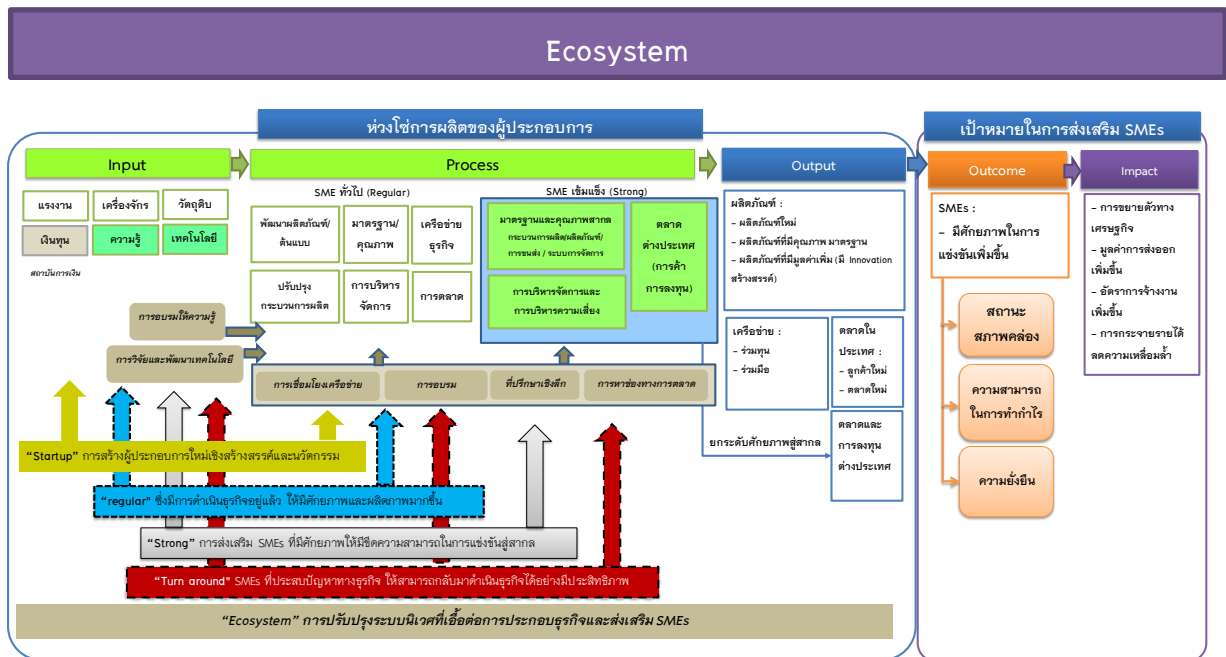 Ecosystem
ห่วงโซ่การผลิตของผู้ประกอบการ
เป้าหมายในการส่งเสริม SMEs
Input
Process
Output
Outcome
Impact
แรงงาน
เครื่องจักร
วัตถุดิบ
เงินทุน
ความรู้
เทคโนโลยี
สถาบันการเงิน
SME ทั่วไป (Regular)
พัฒนาผลิตภัณฑ์/
ต้นแบบ
มาตรฐาน/
คุณภาพ
เครือข่าย
ธุรกิจ
ปรับปรุง
กระบวนการผลิต
การบริหาร
จัดการ
การตลาด
SME เข้มแข็ง (Strong)
มาตรฐานและคุณภาพสากล
กระบวนการผลิต/ผลิตภัณฑ์/
การขนส่ง / ระบบการจัดการ
ตลาด
ต่างประเทศ
(การค้า
การลงทุน)
การบริหารจัดการและ
การบริหารความเสี่ยง
การอบรมให้ความรู้
การวิจัยและพัฒนาเทคโนโลยี
การเชื่อมโยงเครือข่าย
การอบรม
ที่ปรึกษาเชิงลึก
การหาช่องทางการตลาด
ผลิตภัณฑ์ :
- ผลิตภัณฑ์ใหม่
- ผลิตภัณฑ์ที่มีคุณภาพ มาตรฐาน
- ผลิตภัณฑ์ที่มีมูลค่าเพิ่ม (มี Innovation
สร้างสรรค์)
เครือข่าย :
- ร่วมทุน
- ร่วมมือ
ตลาดใน
ประเทศ :
- ลูกค้าใหม่
- ตลาดใหม่
ยกระดับศักยภาพสู่สากล
ตลาดและ
การลงทุน
ต่างประเทศ
SMEs :
- มีศักยภาพในการ
แข่งขันเพิ่มขึ้น
สถานะ
สภาพคล่อง
ความสามารถ
ในการทำกำไร
ความยั่งยืน
- การขยายตัวทาง
เศรษฐกิจ
- มูลค่าการส่งออก
เพิ่มขึ้น
- อัตราการจ้างงาน
เพิ่มขึ้น
- การกระจายรายได้
ลดความเหลื่อมล้ำ
"Startup" การสร้างผู้ประกอบการใหม่เชิงสร้างสรรค์และนวัตกรรม
"regular" ซึ่งมีการดำเนินธุรกิจอยู่แล้ว ให้มีศักยภาพและผลิตภาพมากขึ้น
"Strong" การส่งเสริม SMEs ที่มีศักยภาพให้มีขีดความสามารถในการแข่งขันสู่สากล
"Turn around" SMEs ที่ประสบปัญหาทางธุรกิจ ให้สามารถกลับมาดำเนินธุรกิจได้อย่างมีประสิทธิภาพ
"Ecosystem" การปรับปรุงระบบนิเวศที่เอื้อต่อการประกอบธุรกิจและส่งเสริม SMEs